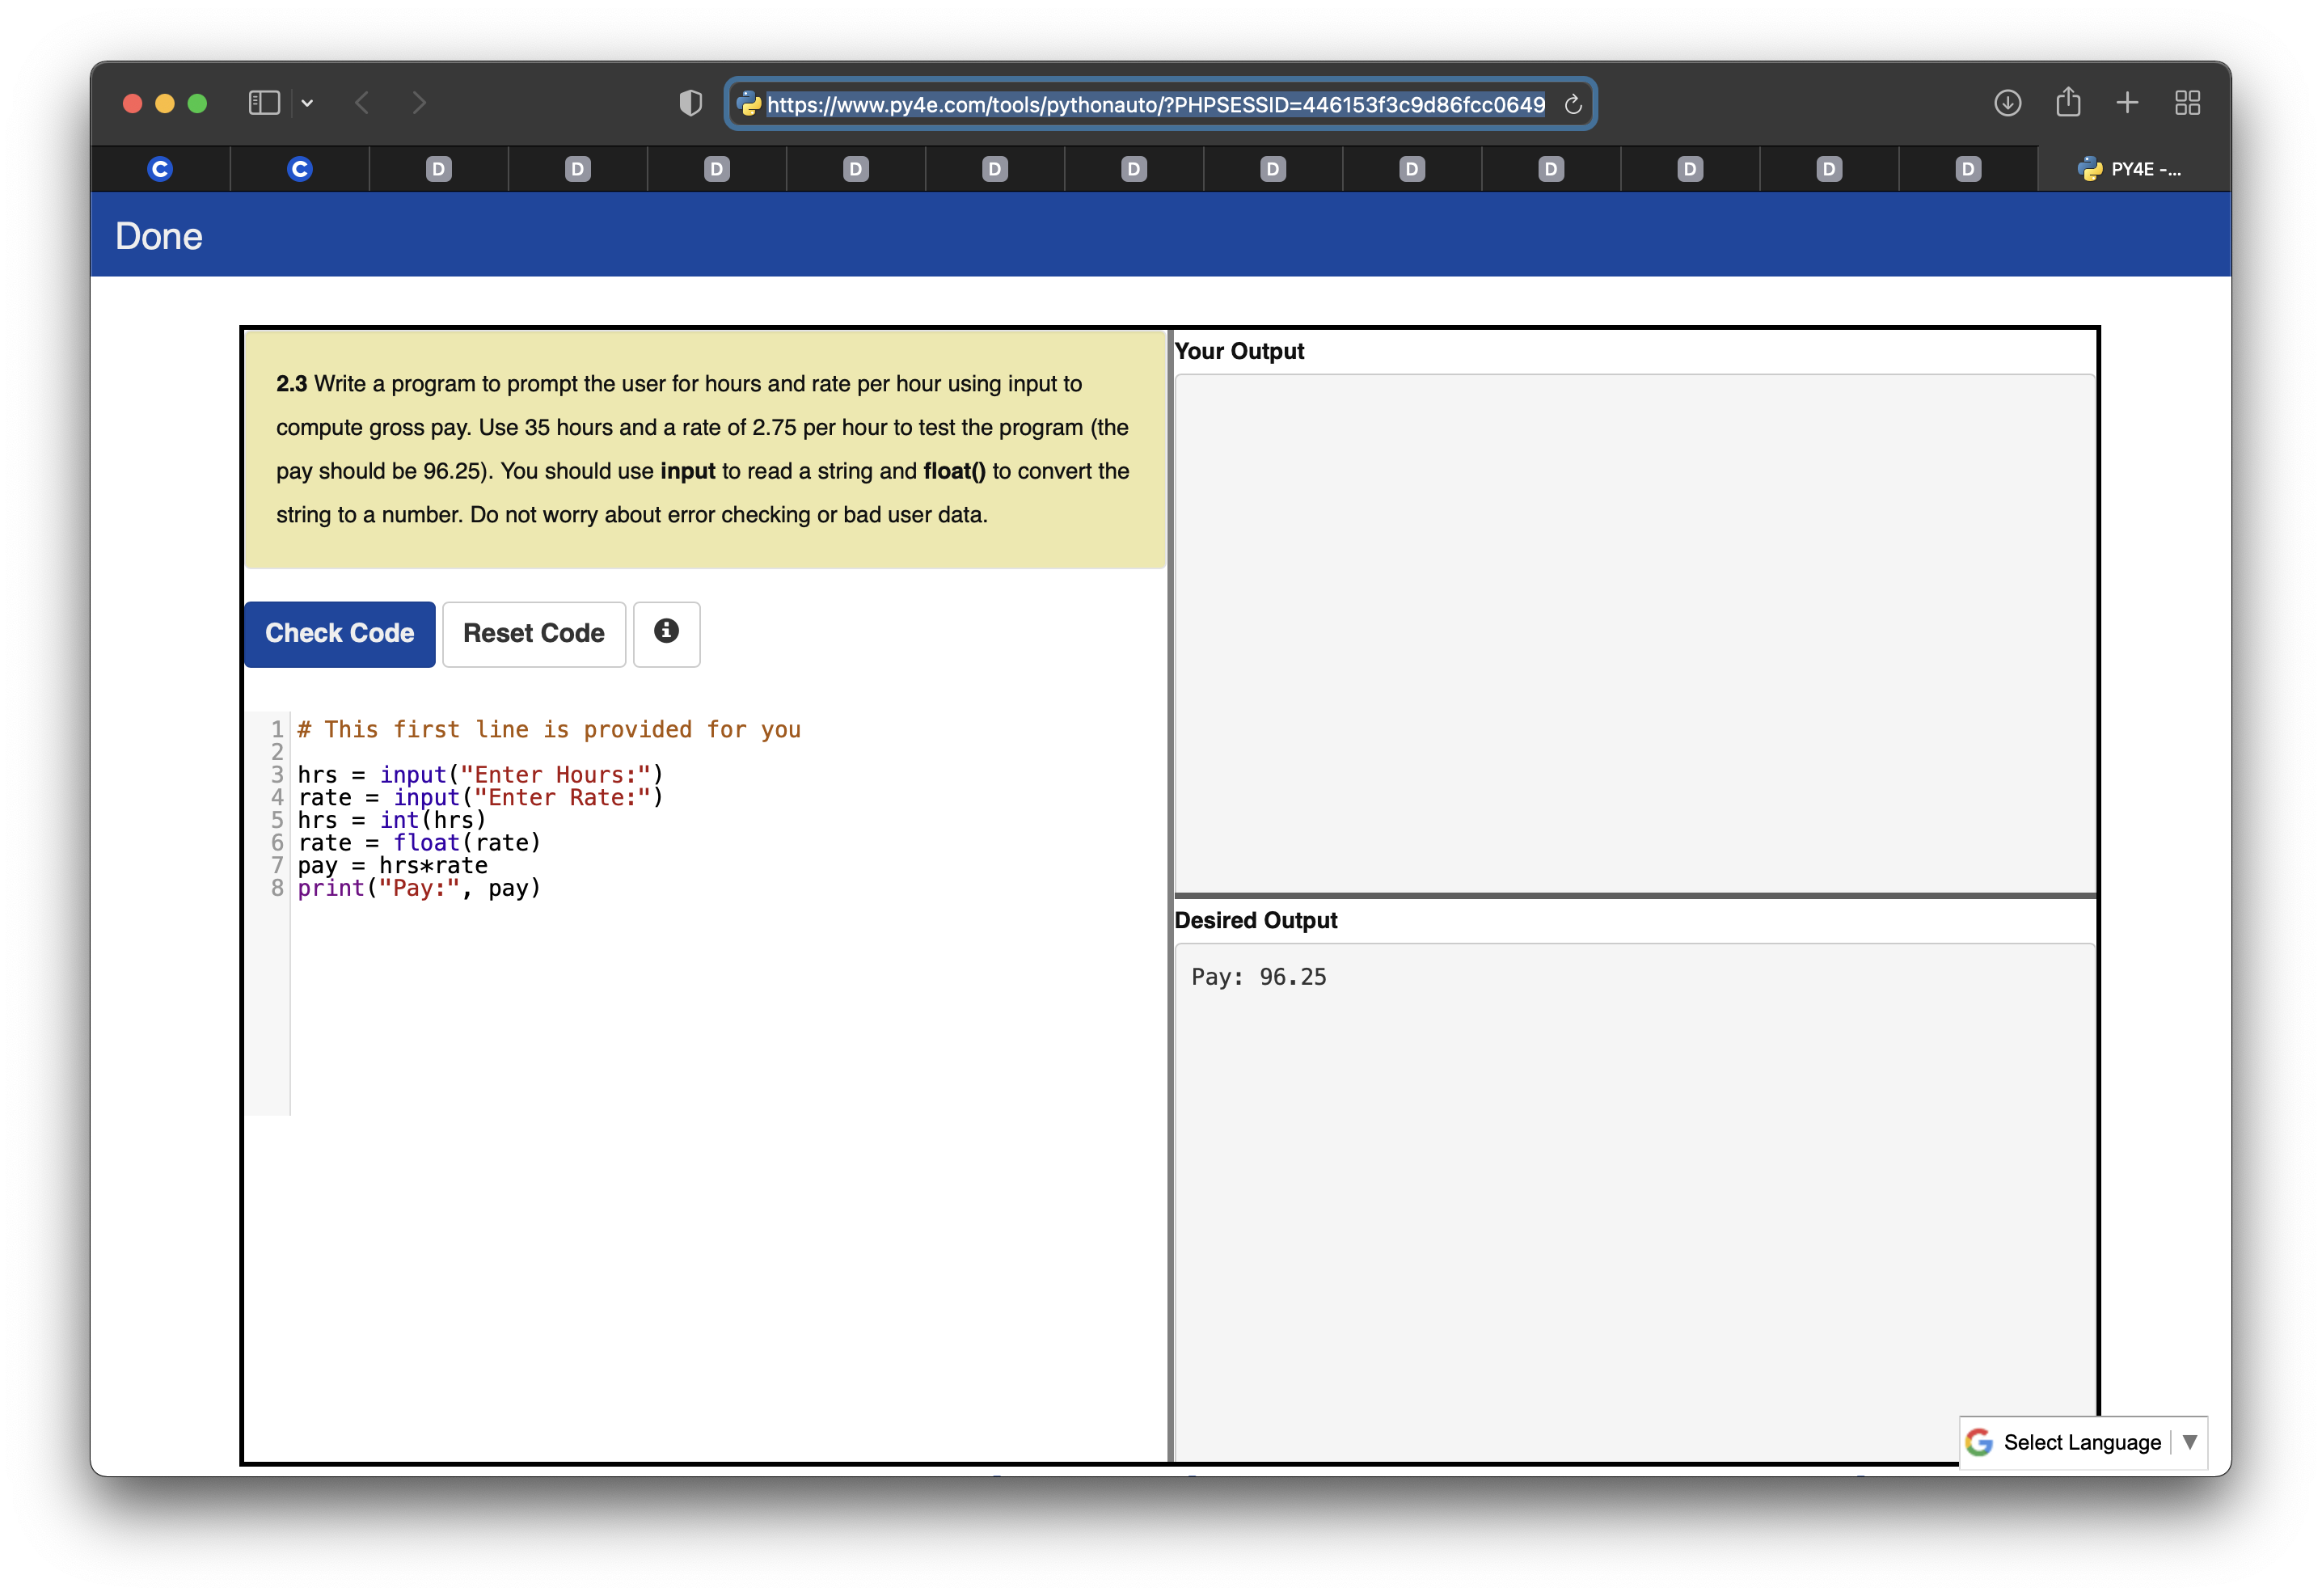 https://www.py4e.com/tools/pythonauto/?PHPSESSID=446153f3c9d86fcc0649
C C D D D D D D D D D D D D PY4E -...
Done
2.3 Write a program to prompt the user for hours and rate per hour using input to
compute gross pay. Use 35 hours and a rate of 2.75 per hour to test the program (the
pay should be 96.25). You should use input to read a string and float() to convert the
string to a number. Do not worry about error checking or bad user data.
Check Code Reset Code
1 # This first line is provided for you
2
3 hrs = input("Enter Hours:")
4 rate = input("Enter Rate:")
5 hrs = int(hrs)
6 rate = float(rate)
7 pay = hrs*rate
8 print("Pay:", pay)
Your Output
Desired Output
Pay: 96.25
Select Language